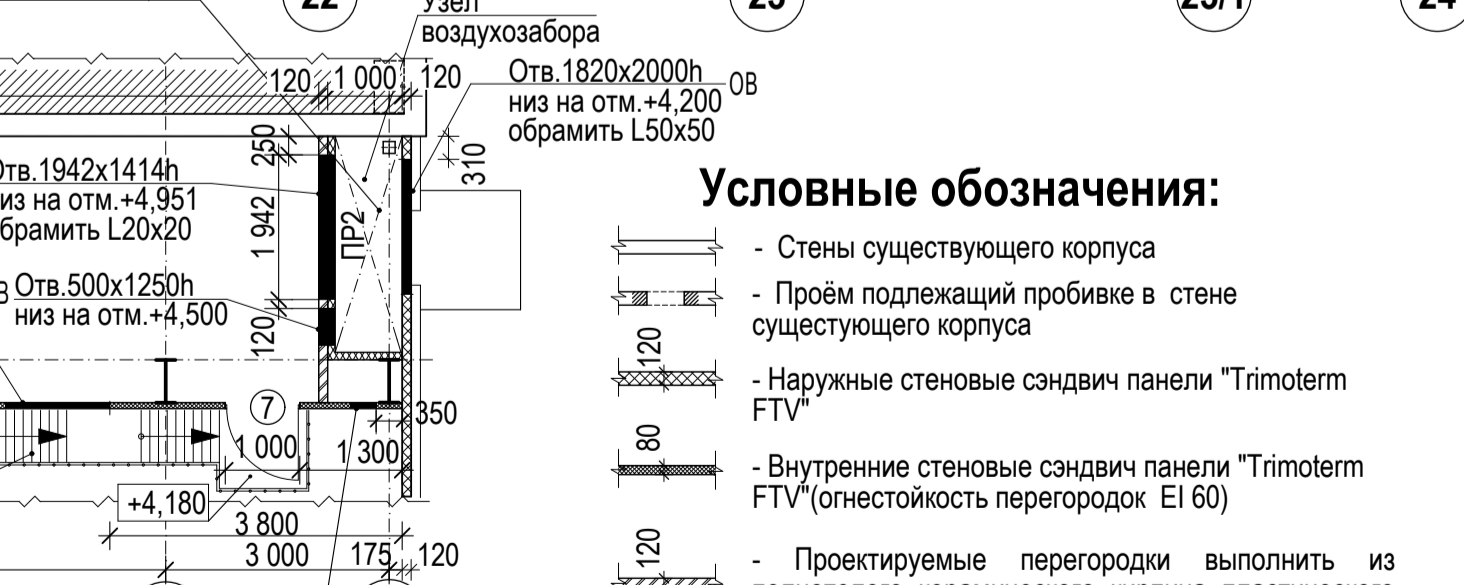 22
23
23/1
24
Узел
воздухозабора
120
1 000
120
Отв.1820х2000h
низ на отм.+4,200
обрамить L50х50
ОВ
250
310
Отв.1942х1414h
низ на отм.+4,951
обрамить L20х20
1 942
ПР2
Отв.500х1250h
низ на отм.+4,500
120
7
350
1 000
1 300
+4,180
3 800
3 000
175
120
Условные обозначения:
- Стены существующего корпуса
- Проём подлежащий пробивке в стене
сущестующего корпуса
120
- Наружные стеновые сэндвич панели "Trimoterm
FTV"
80
- Внутренние стеновые сэндвич панели "Trimoterm
FTV"(огнестойкость перегородок EI 60)
120
- Проектируемые перегородки выполнить из